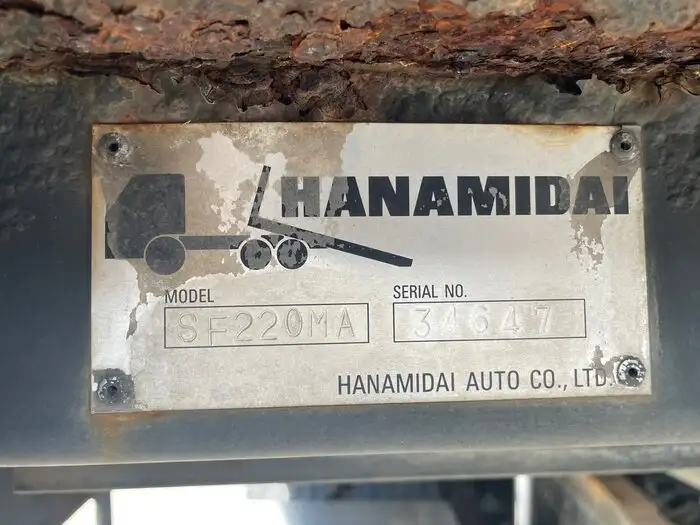 HANAMIDAI
MODEL
SERIAL NO.
SF220MA
34647
HANAMIDAI AUTO CO., LTD.